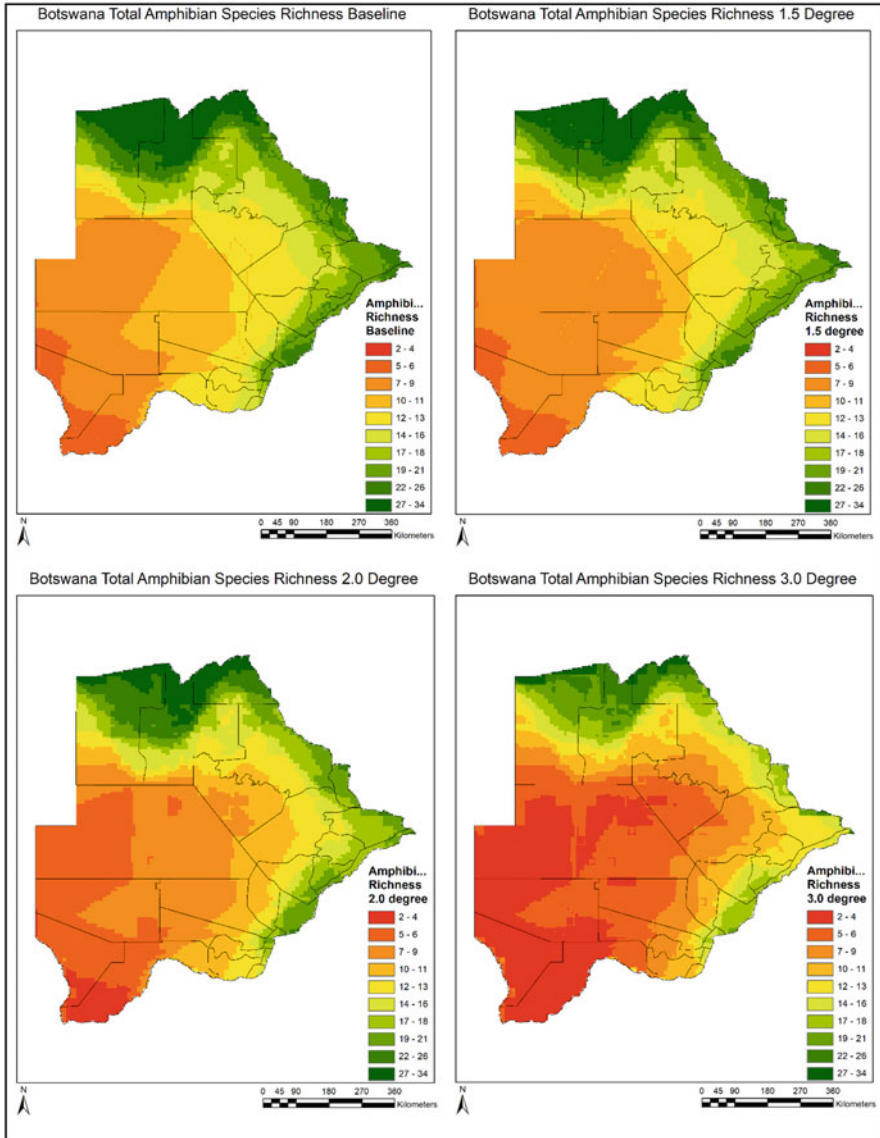 Botswana Total Amphibian Species Richness Baseline
Amphibi...
Richness
Baseline
2 - 4
5 - 6
7 - 9
10 - 11
12 - 13
14 - 16
17 - 18
19 - 21
22 - 26
27 - 34
N
0 45 90 180 270 360
Kilometers
Botswana Total Amphibian Species Richness 1.5 Degree
Amphibi...
Richness
1.5 degree
2 - 4
5 - 6
7 - 9
10 - 11
12 - 13
14 - 16
17 - 18
19 - 21
22 - 26
27 - 34
N
0 45 90 180 270 360
Kilometers
Botswana Total Amphibian Species Richness 2.0 Degree
Amphibi...
Richness
2.0 degree
2 - 4
5 - 6
7 - 9
10 - 11
12 - 13
14 - 16
17 - 18
19 - 21
22 - 26
27 - 34
N
0 45 90 180 270 360
Kilometers
Botswana Total Amphibian Species Richness 3.0 Degree
Amphibi...
Richness
3.0 degree
2 - 4
5 - 6
7 - 9
10 - 11
12 - 13
14 - 16
17 - 18
19 - 21
22 - 26
27 - 34
N
0 45 90 180 270 360
Kilometers